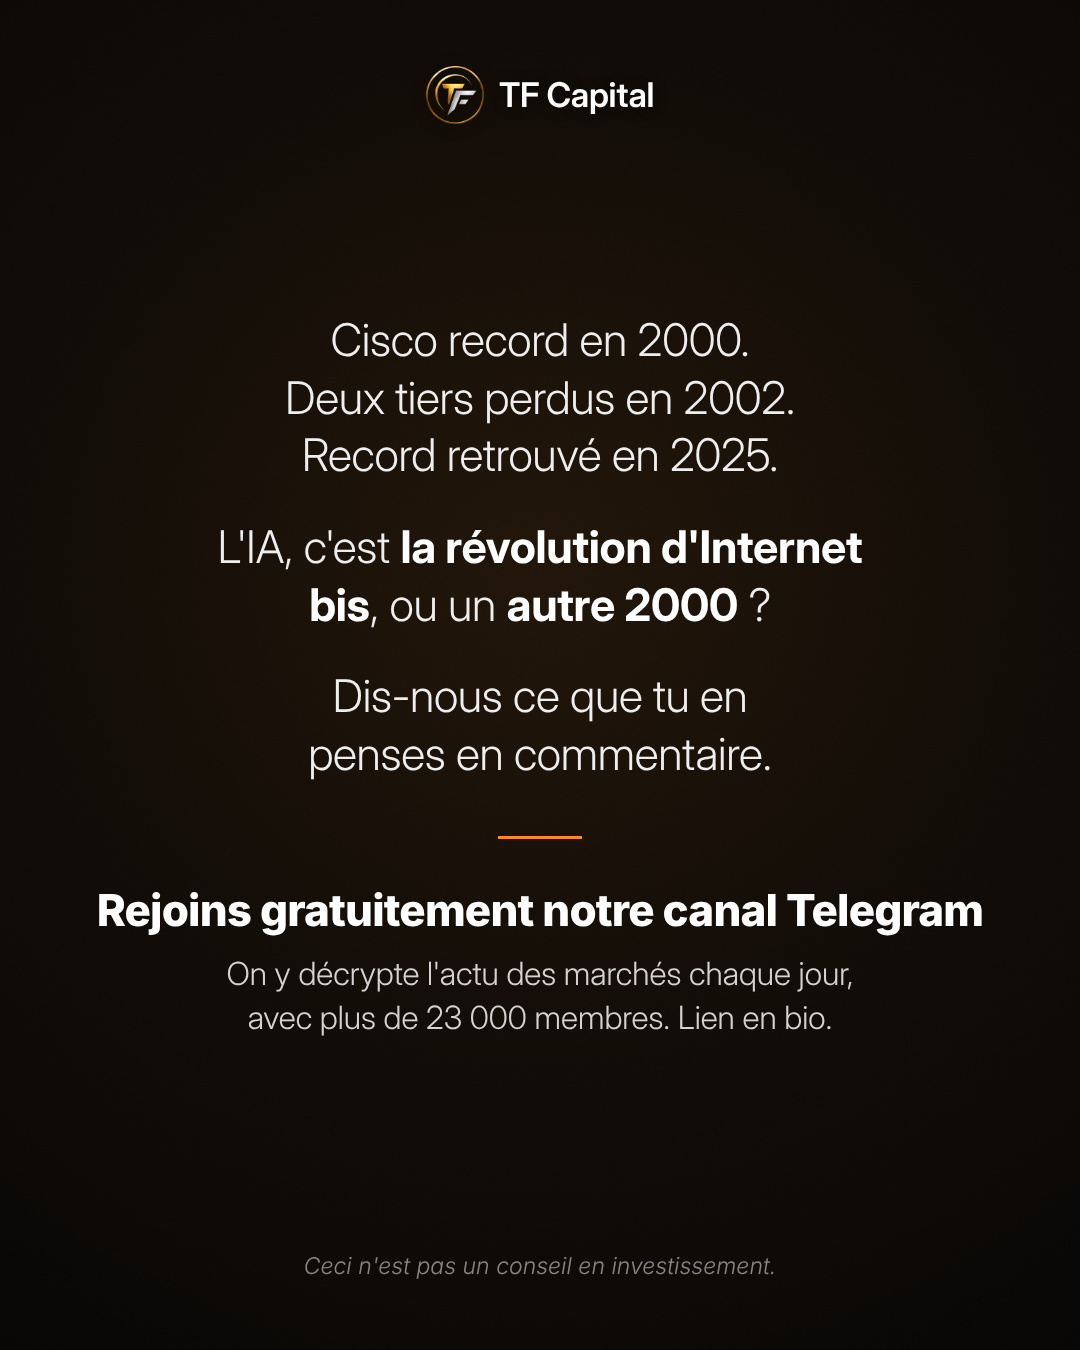 TF TF Capital
Cisco record en 2000.
Deux tiers perdus en 2002.
Record retrouvé en 2025.
L'IA, c'est la révolution d'Internet
bis, ou un autre 2000 ?
Dis-nous ce que tu en
penses en commentaire.
Rejoins gratuitement notre canal Telegram
On y décrypte l'actu des marchés chaque jour,
avec plus de 23 000 membres. Lien en bio.
Ceci n'est pas un conseil en investissement.